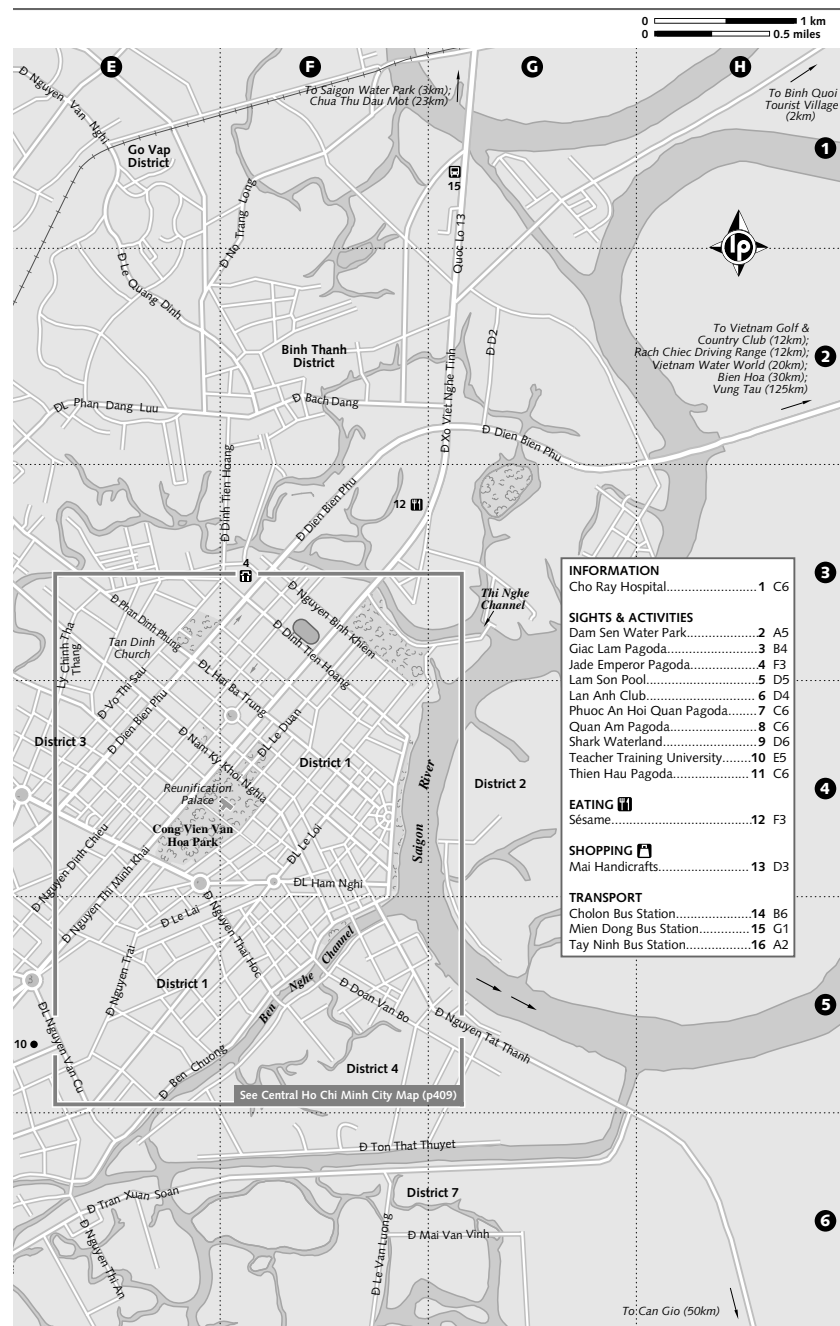 0 1 km
0 0.5 miles
E F G H
Đ Nguyen Van Nghi
To Saigon Water Park (3km);
Chua Thu Dau Mot (23km)
To Binh Quoi
Tourist Village
(2km)
Go Vap
District
1
15
Đ No Trang Long
Quoc Lo 13
lp
Đ Le Quang Dinh
To Vietnam Golf &
Country Club (12km);
Rach Chiec Driving Range (12km);
Vietnam Water World (20km);
Bien Hoa (30km);
Vung Tau (125km)
2
Binh Thanh
District
Đ D2
Đ Xo Viet Nghe Tinh
ĐL Phan Dang Luu
Đ Bach Dang
Đ Dien Bien Phu
Đ Dinh Tien Hoang
Đ Dien Bien Phu
12
4
3
Thi Nghe
Channel
Đ Nguyen Binh Khiem
Đ Phan Dinh Phung
Ly Chinh Tha
Thang
Tan Dinh
Church
Đ Dinh Tien Hoang
ĐL Hai Ba Trung
Đ Vo Thi Sau
Đ Dien Bien Phu
ĐL Le Duan
District 3
Đ Nam Ky Khoi Nghia
District 1
District 2
Reunification
Palace
Saigon River
4
Cong Vien Van
Hoa Park
ĐL Le Loi
Đ Nguyen Dinh Chieu
Đ Nguyen Thi Minh Khai
ĐL Ham Nghi
Đ Le Lai
Đ Nguyen Thai Hoc
Đ Nguyen Trai
Ben Nghe Channel
District 1
Đ Doan Van Bo
Đ Nguyen Tat Thanh
5
ĐL Nguyen Van Cu
10
Đ Ben Chuong
District 4
See Central Ho Chi Minh City Map (p409)
Đ Ton That Thuyet
Đ Tran Xuan Soan
District 7
6
Đ Nguyen Thi An
Đ Le Van Luong
Đ Mai Van Vinh
To Can Gio (50km)
INFORMATION
Cho Ray Hospital............................1 C6
SIGHTS & ACTIVITIES
Dam Sen Water Park......................2 A5
Giac Lam Pagoda...........................3 B4
Jade Emperor Pagoda....................4 F3
Lam Son Pool.................................5 D5
Lan Anh Club..................................6 D4
Phuoc An Hoi Quan Pagoda.......7 C6
Quan Am Pagoda...........................8 C6
Shark Waterland.............................9 D6
Teacher Training University........10 E5
Thien Hau Pagoda........................11 C6
EATING
Sésame...........................................12 F3
SHOPPING
Mai Handicrafts............................13 D3
TRANSPORT
Cholon Bus Station.......................14 B6
Mien Dong Bus Station................15 G1
Tay Ninh Bus Station....................16 A2